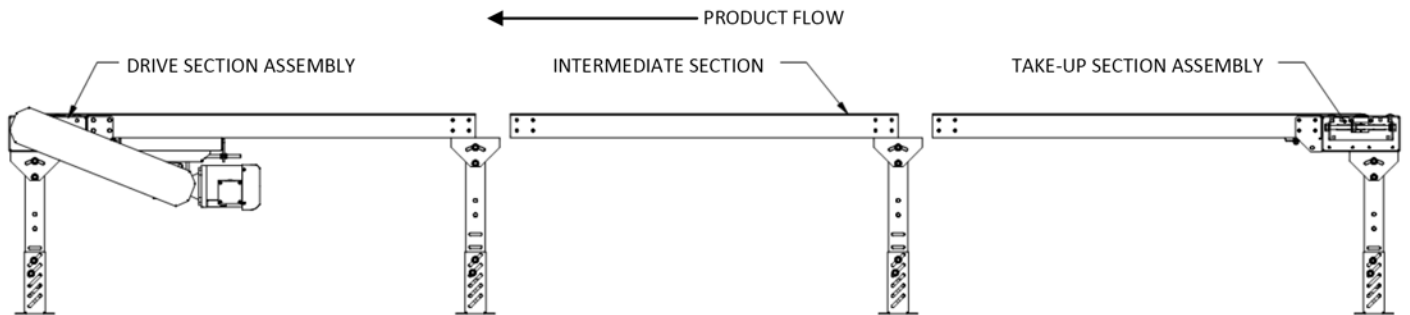 PRODUCT FLOW
DRIVE SECTION ASSEMBLY
INTERMEDIATE SECTION
TAKE-UP SECTION ASSEMBLY